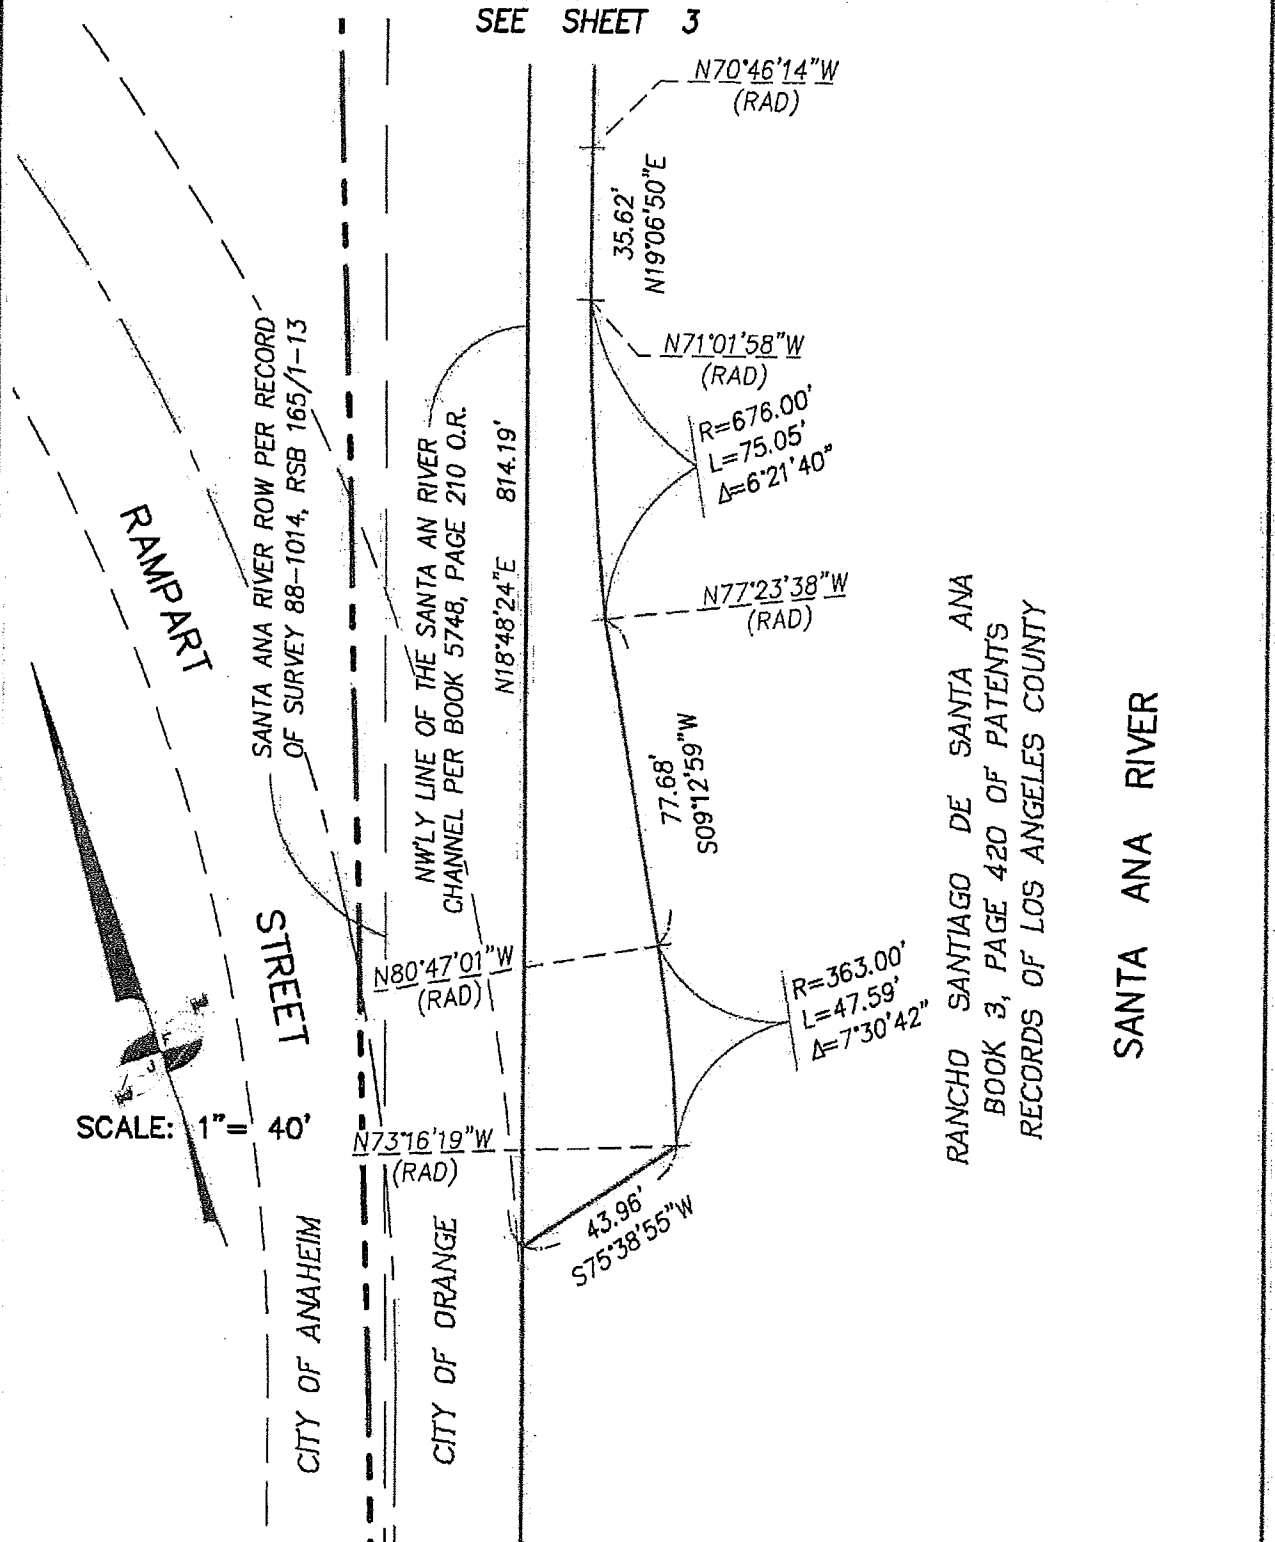 SEE SHEET 3
N70°46'14"W
(RAD)
35.62'
N19°06'50"E
N71°01'58"W
(RAD)
R=676.00'
L=75.05'
Δ=6°21'40"
SANTA ANA RIVER ROW PER RECORD
OF SURVEY 88-1014, RSB 165/1-13
NW'LY LINE OF THE SANTA AN RIVER
CHANNEL PER BOOK 5748, PAGE 210 O.R.
N18°48'24"E 814.19'
RAMPART
STREET
N77°23'38"W
(RAD)
77.68'
S09°12'59"W
N80°47'01"W
(RAD)
R=363.00'
L=47.59'
Δ=7°30'42"
RANCHO SANTIAGO DE SANTA ANA
BOOK 3, PAGE 420 OF PATENTS
RECORDS OF LOS ANGELES COUNTY
SANTA ANA RIVER
SCALE: 1"= 40'
N73°16'19"W
(RAD)
43.96'
S75°38'55"W
CITY OF ANAHEIM
CITY OF ORANGE